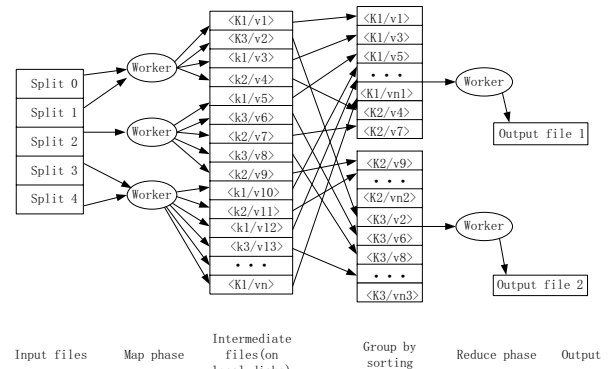 Split 0
Split 1
Split 2
Split 3
Split 4
Worker
Worker
Worker
<K1/v1>
<K3/v2>
<k1/v3>
<k2/v4>
<k1/v5>
<k3/v6>
<k2/v7>
<k3/v8>
<k2/v9>
<k1/v10>
<k2/v11>
<k1/v12>
<k3/v13>
• • •
<K1/vn>
<K1/v1>
<K1/v3>
<K1/v5>
• • •
<K1/vn1>
<K2/v4>
<K2/v7>
<K2/v9>
• • •
<K2/vn2>
<K3/v2>
<K3/v6>
<K3/v8>
• • •
<K3/vn3>
Worker
Output file 1
Worker
Output file 2
Input files
Map phase
Intermediate
files(on
local disks)
Group by
sorting
Reduce phase
Output